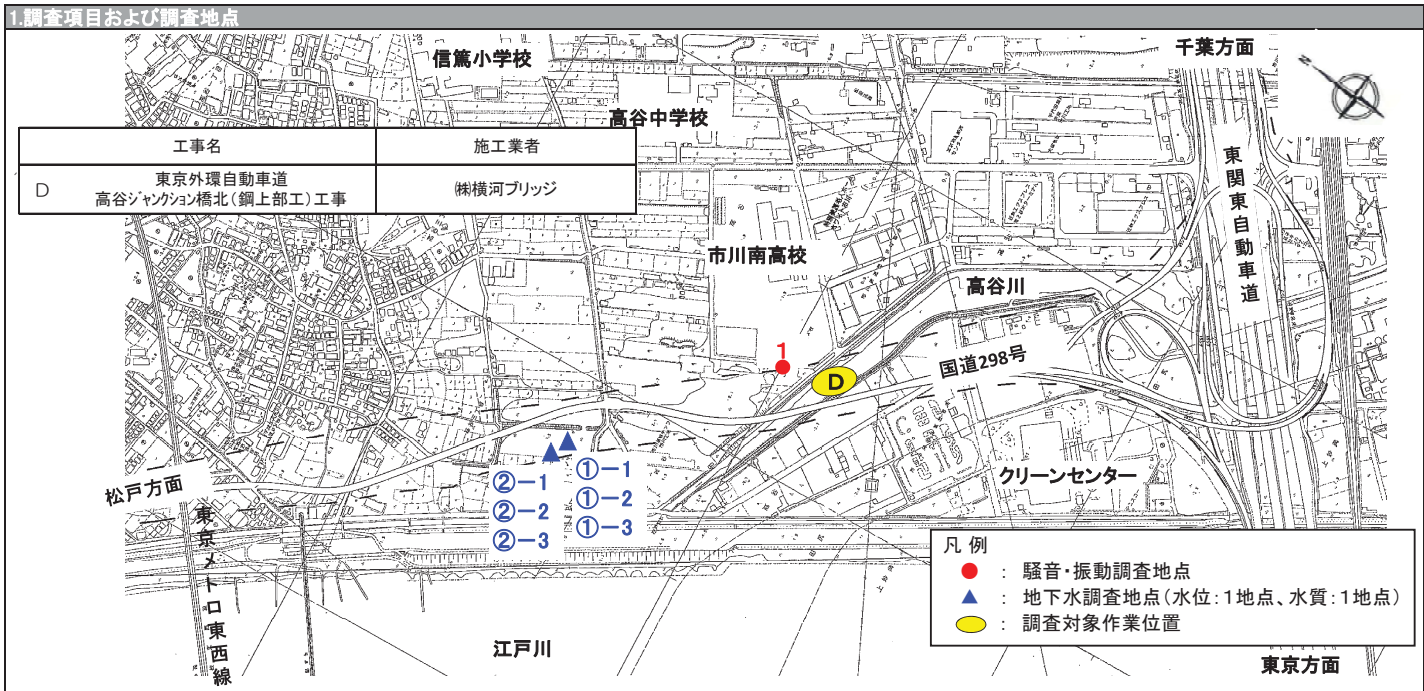 1.調査項目および調査地点
信篤小学校
千葉方面
N
高谷中学校
工事名
施工業者
D
東京外環自動車道
高谷ジャンクション橋北(鋼上部工)工事
㈱横河ブリッジ
東関東自動車道
市川南高校
高谷川
1
D
国道298号
松戸方面
②-1
②-2
②-3
①-1
①-2
①-3
クリーンセンター
東京メトロ東西線
江戸川
凡例
: 騒音・振動調査地点
: 地下水調査地点(水位:1地点、水質:1地点)
: 調査対象作業位置
東京方面